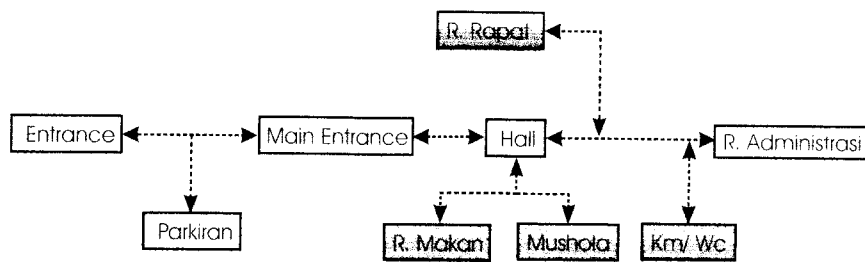 R. Rapat
Entrance
Main Entrance
Hall
R. Administrasi
Parkiran
R. Makan
Mushola
Km/ Wc